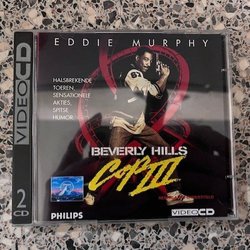 EDDIE MURPHY
HALSBREKENDE
TOEREN,
SENSATIONELE
AKTIES,
SPITSE
HUMOR.
BEVERLY HILLS
COP III
PHILIPS
VIDEO CD
VIDEO CD
2
CD